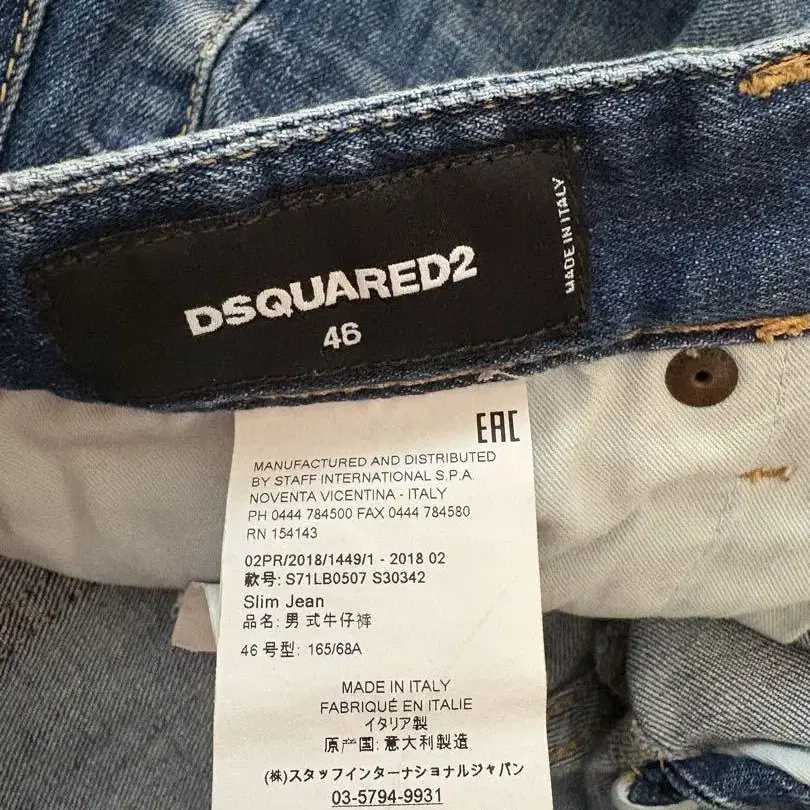 DSQUARED2
46
MADE IN ITALY
EAC
MANUFACTURED AND DISTRIBUTED
BY STAFF INTERNATIONAL S.P.A.
NOVENTA VICENTINA - ITALY
PH 0444 784500 FAX 0444 784580
RN 154143
02PR/2018/1449/1 - 2018 02
款号: S71LB0507 S30342
Slim Jean
品名: 男 式牛仔裤
46 号型: 165/68A
MADE IN ITALY
FABRIQUÉ EN ITALIE
イタリア製
原产国: 意大利製造
(株)スタッフインターナショナルジャパン
03-5794-9931